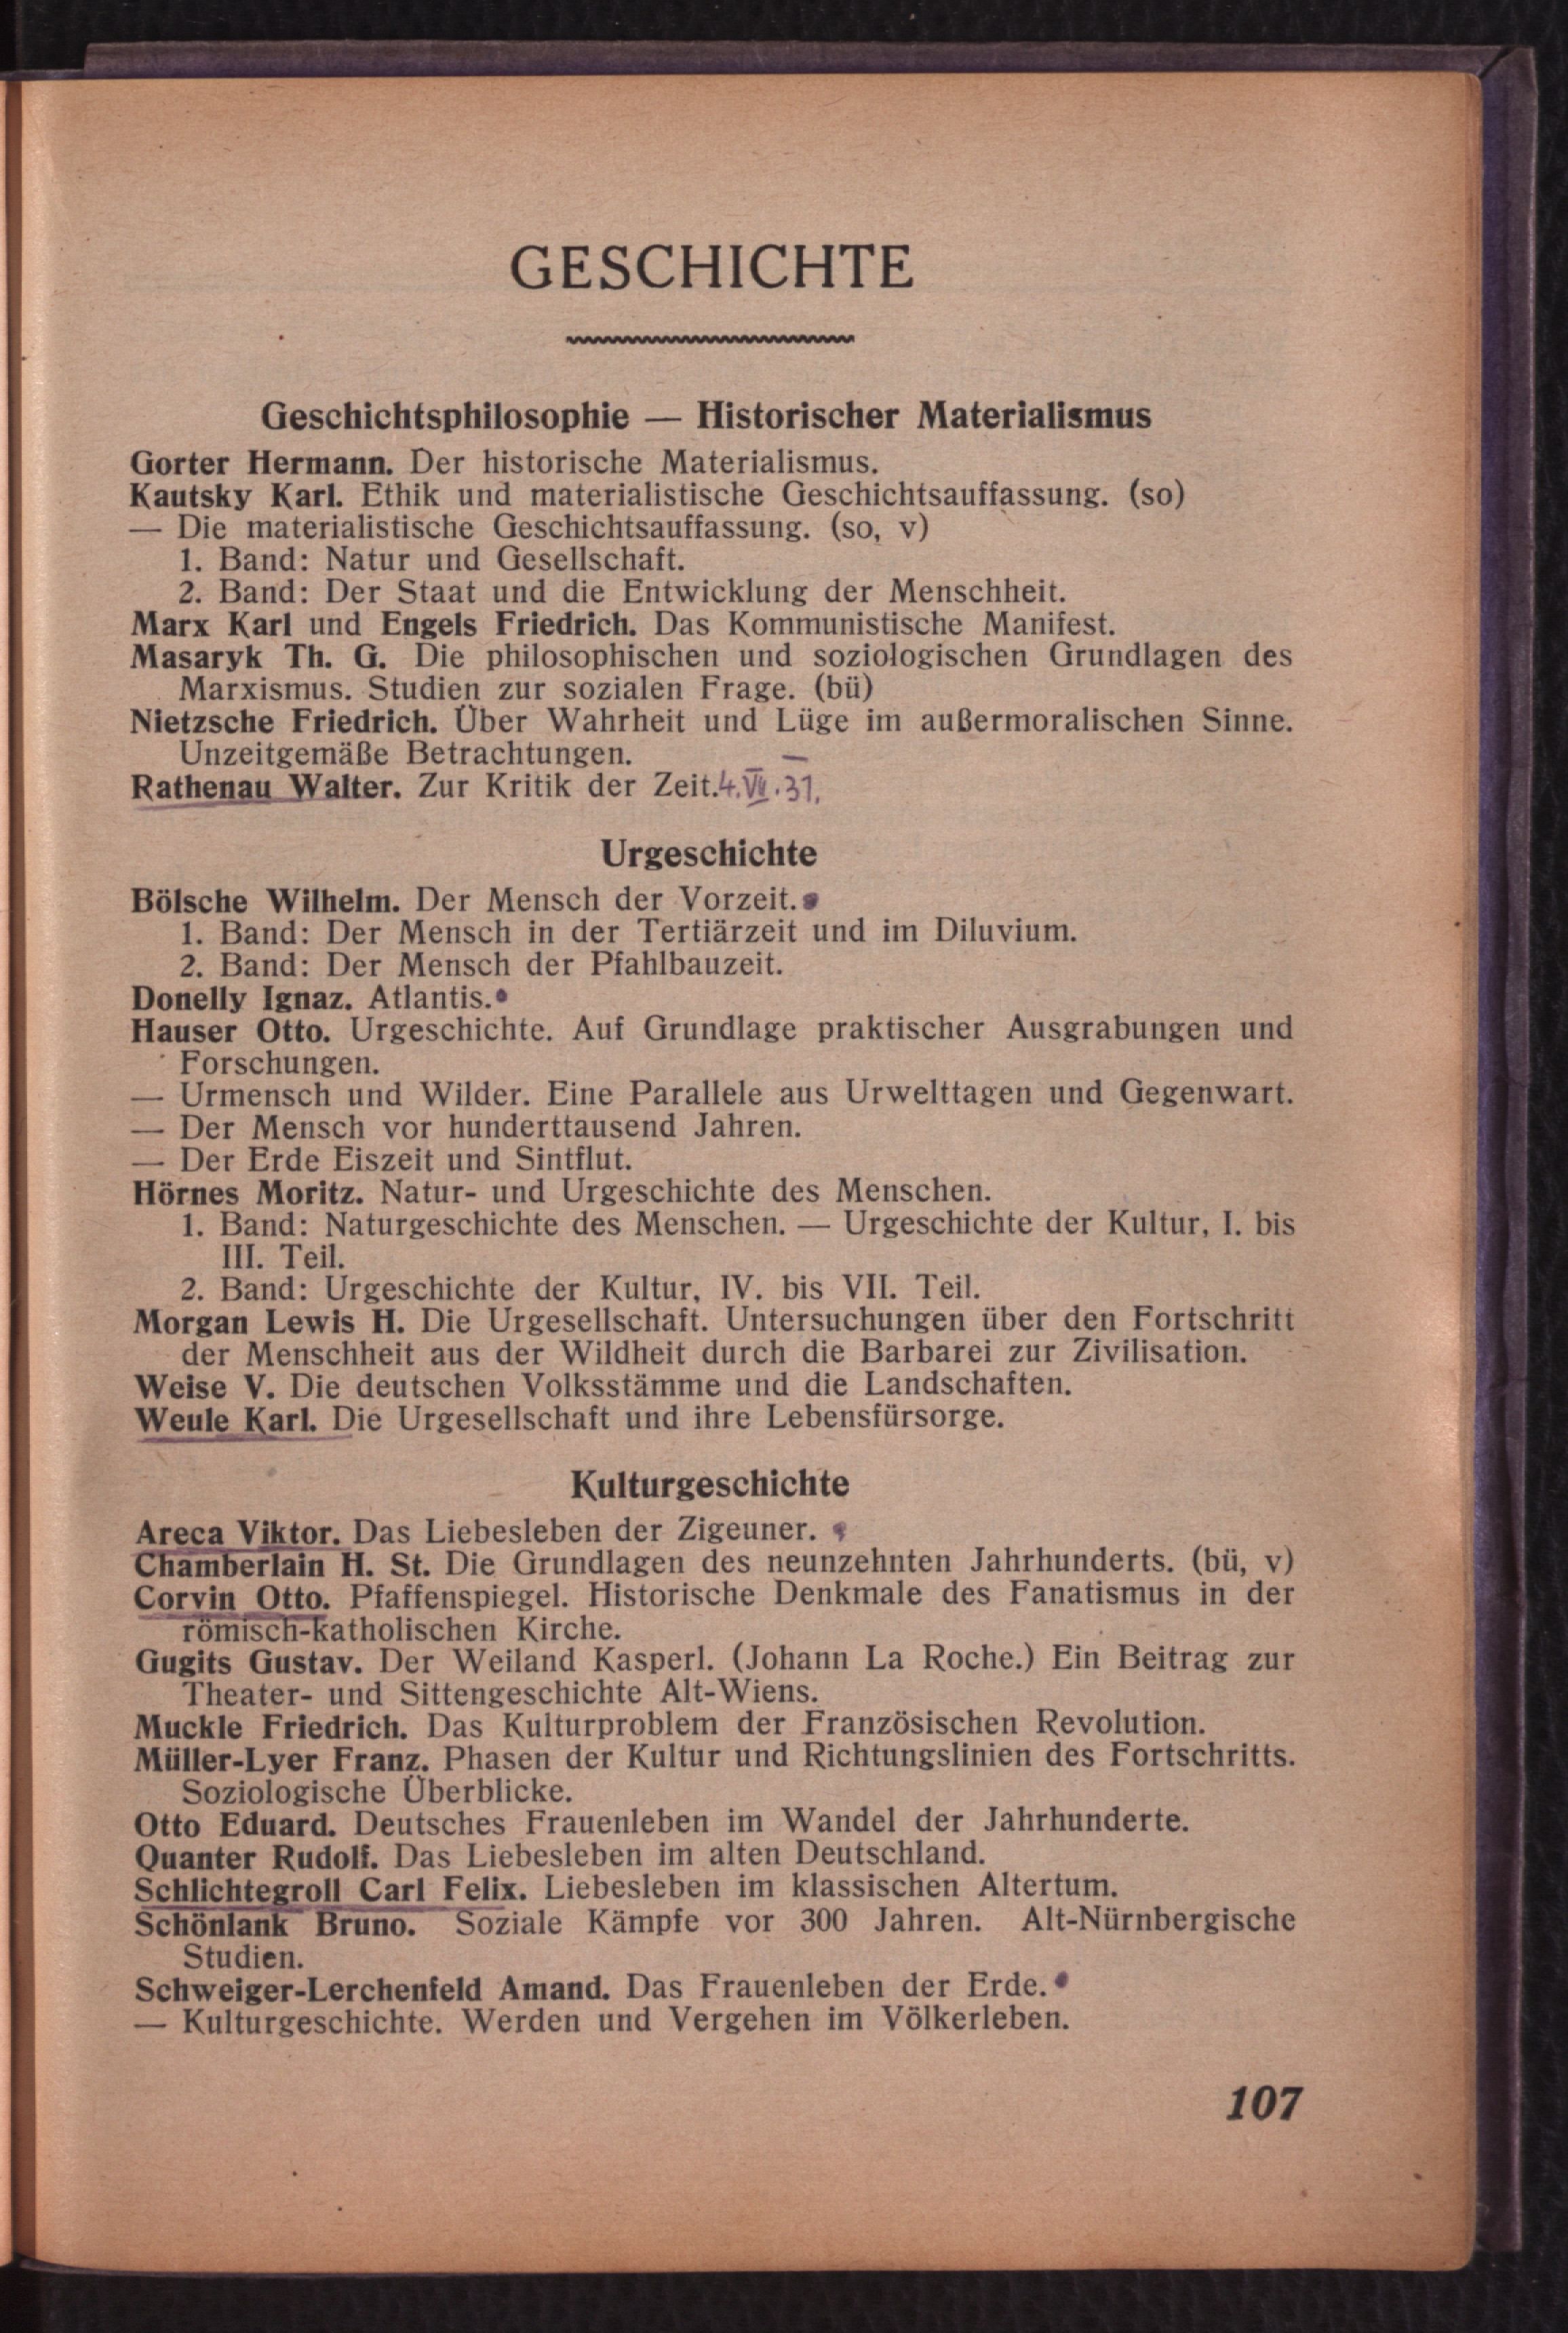 GESCHICHTE
Geschichtsphilosophie — Historischer Materialismus
Gorter Hermann. Der historische Materialismus.
Kautsky Karl. Ethik und materialistische Geschichtsauffassung. (so)
— Die materialistische Geschichtsauffassung. (so, v)
1. Band: Natur und Gesellschaft.
2. Band: Der Staat und die Entwicklung der Menschheit.
Marx Karl und Engels Friedrich. Das Kommunistische Manifest.
Masaryk Th. G. Die philosophischen und soziologischen Grundlagen des
Marxismus. Studien zur sozialen Frage. (bü)
Nietzsche Friedrich. Über Wahrheit und Lüge im außermoralischen Sinne.
Unzeitgemäße Betrachtungen.
Rathenau Walter. Zur Kritik der Zeit. 4.VII.31.
Urgeschichte
Bölsche Wilhelm. Der Mensch der Vorzeit.
1. Band: Der Mensch in der Tertiärzeit und im Diluvium.
2. Band: Der Mensch der Pfahlbauzeit.
Donelly Ignaz. Atlantis.
Hauser Otto. Urgeschichte. Auf Grundlage praktischer Ausgrabungen und
Forschungen.
— Urmensch und Wilder. Eine Parallele aus Urwelttagen und Gegenwart.
— Der Mensch vor hunderttausend Jahren.
— Der Erde Eiszeit und Sintflut.
Hörnes Moritz. Natur- und Urgeschichte des Menschen.
1. Band: Naturgeschichte des Menschen. — Urgeschichte der Kultur, I. bis
III. Teil.
2. Band: Urgeschichte der Kultur, IV. bis VII. Teil.
Morgan Lewis H. Die Urgesellschaft. Untersuchungen über den Fortschritt
der Menschheit aus der Wildheit durch die Barbarei zur Zivilisation.
Weise V. Die deutschen Volksstämme und die Landschaften.
Weule Karl. Die Urgesellschaft und ihre Lebensfürsorge.
Kulturgeschichte
Areca Viktor. Das Liebesleben der Zigeuner.
Chamberlain H. St. Die Grundlagen des neunzehnten Jahrhunderts. (bü, v)
Corvin Otto. Pfaffenspiegel. Historische Denkmale des Fanatismus in der
römisch-katholischen Kirche.
Gugits Gustav. Der Weiland Kasperl. (Johann La Roche.) Ein Beitrag zur
Theater- und Sittengeschichte Alt-Wiens.
Muckle Friedrich. Das Kulturproblem der Französischen Revolution.
Müller-Lyer Franz. Phasen der Kultur und Richtungslinien des Fortschritts.
Soziologische Überblicke.
Otto Eduard. Deutsches Frauenleben im Wandel der Jahrhunderte.
Quanter Rudolf. Das Liebesleben im alten Deutschland.
Schlichtegroll Carl Felix. Liebesleben im klassischen Altertum.
Schönlank Bruno. Soziale Kämpfe vor 300 Jahren. Alt-Nürnbergische
Studien.
Schweiger-Lerchenfeld Amand. Das Frauenleben der Erde.
— Kulturgeschichte. Werden und Vergehen im Völkerleben.
107